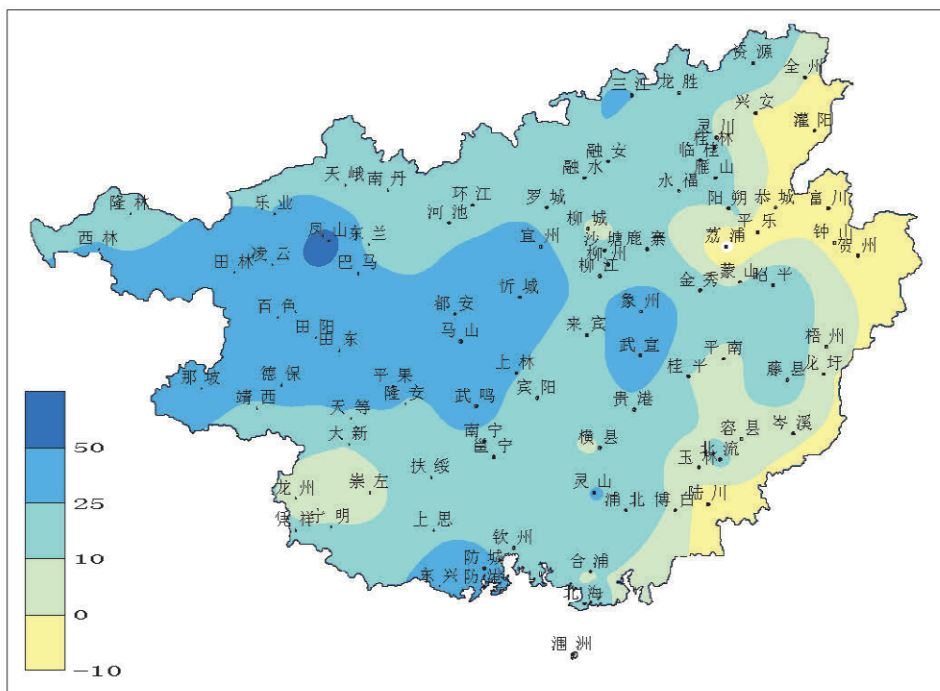 资源
全州
三江
龙胜
兴安
灌阳
灵川
桂林
临桂
融安
雁山
融水
天峨
南丹
永福
环江
罗城
隆林
乐业
阳朔
恭城
富川
河池
柳城
平乐
凤山
东兰
宜州
沙塘
鹿寨
荔浦
钟山
西林
柳州
贺州
田林
凌云
巴马
柳江
蒙山
昭平
金秀
忻城
百色
都安
象州
田阳
马山
来宾
田东
武宣
平南
梧州
上林
桂平
龙圩
那坡
德保
平果
藤县
靖西
隆安
武鸣
宾阳
贵港
天等
大新
南宁
横县
容县
岑溪
邕宁
北流
玉林
扶绥
龙州
崇左
灵山
浦北
博白
陆川
凭祥
宁明
上思
钦州
防城
合浦
东兴
北海
涠洲
50
25
10
0
-10